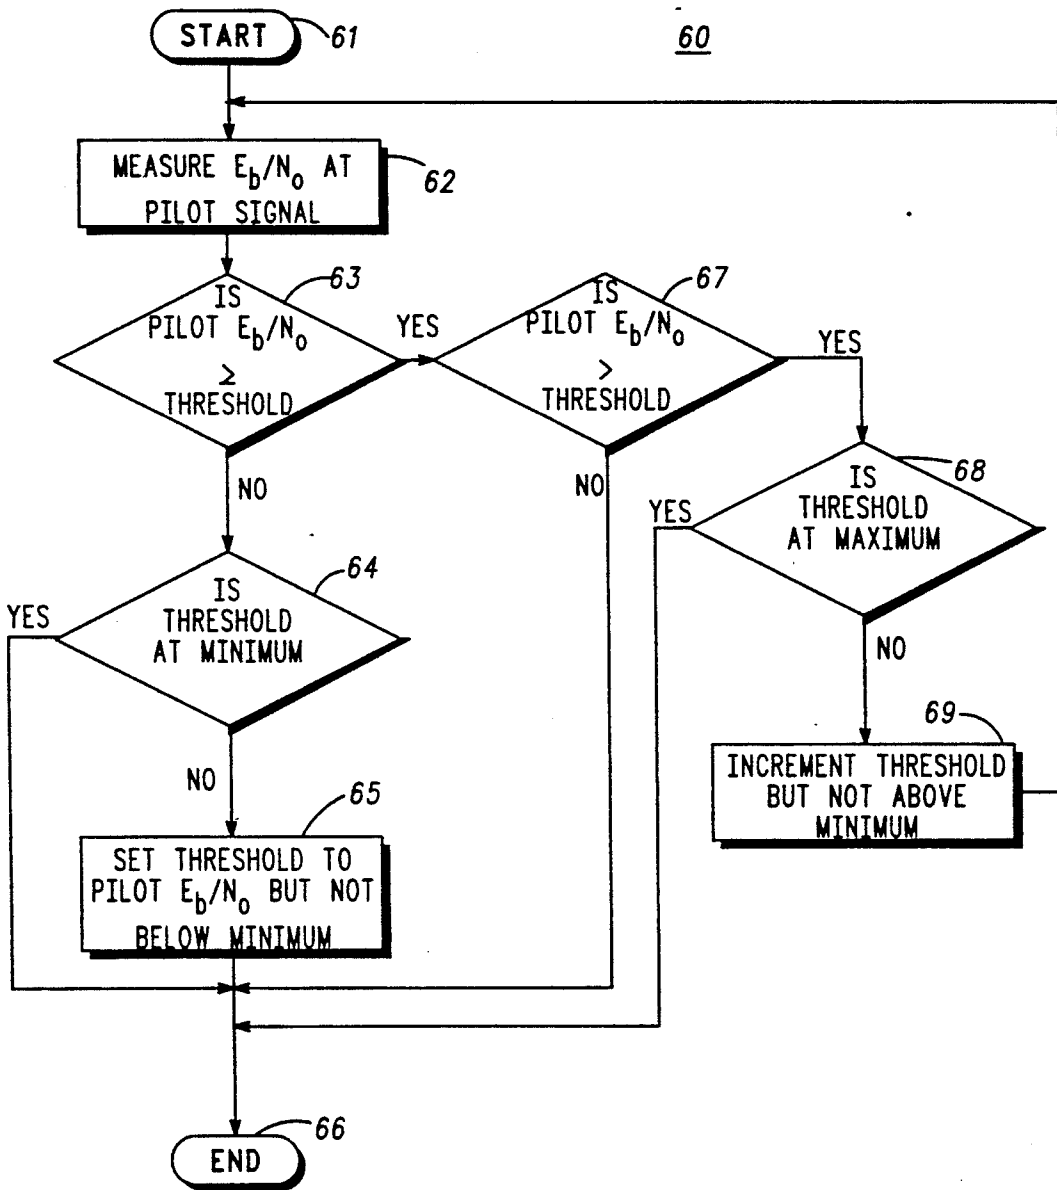 START
61
60
MEASURE E_b/N_o AT
PILOT SIGNAL
62
IS
PILOT E_b/N_o
≥
THRESHOLD
63
YES
IS
PILOT E_b/N_o
>
THRESHOLD
67
YES
NO
NO
IS
THRESHOLD
AT MAXIMUM
68
YES
NO
IS
THRESHOLD
AT MINIMUM
64
YES
NO
INCREMENT THRESHOLD
BUT NOT ABOVE
MINIMUM
69
SET THRESHOLD TO
PILOT E_b/N_o BUT NOT
BELOW MINIMUM
65
END
66